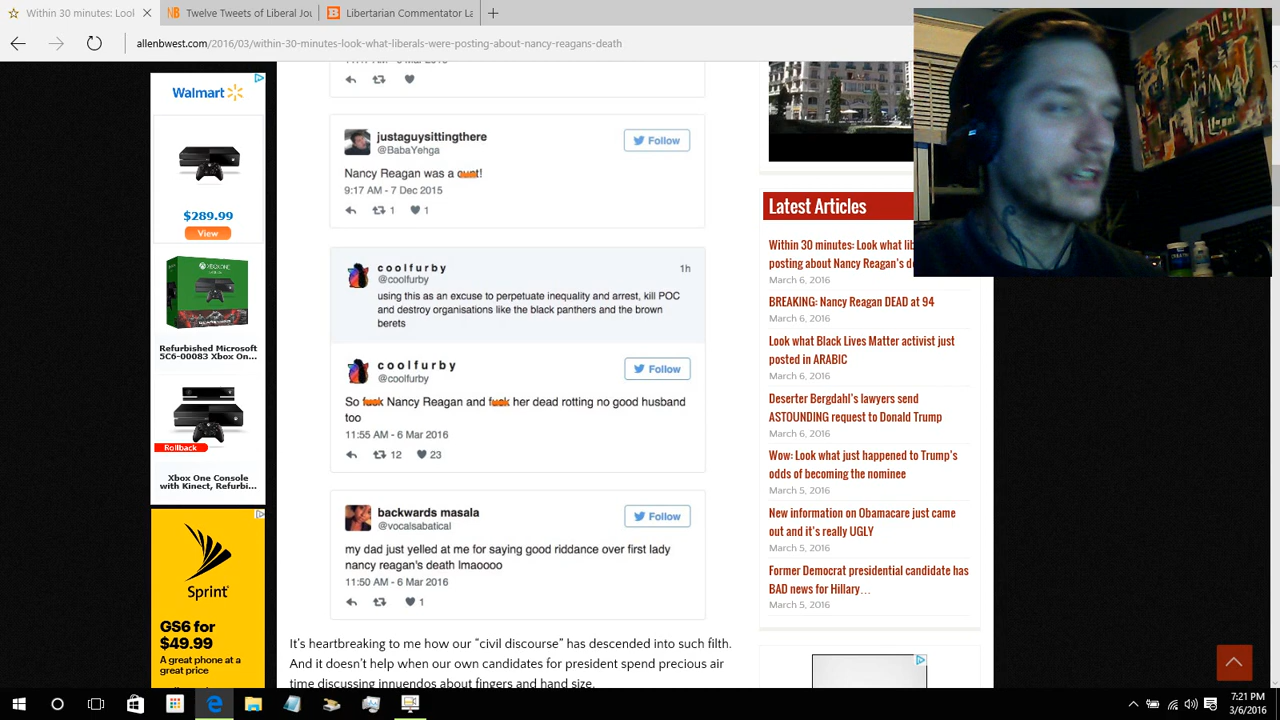 Within 30 minutes: Look
Twelve Tweets of Liberal Jou
Libertarian Commentator La
allenbwest.com/2016/03/within-30-minutes-look-what-liberals-were-posting-about-nancy-reagans-death
Walmart
$289.99
View
Refurbished Microsoft
5C6-00083 Xbox On...
Rollback
Xbox One Console
with Kinect, Refurbi...
Sprint
GS6 for
$49.99
A great phone at a
great price
justaguysittingthere
@BabaYehga
Follow
Nancy Reagan was a
9:17 AM - 7 Dec 2015
1
1
coolfurby
1h
@coolfurby
using this as an excuse to perpetuate inequality and arrest, kill POC
and destroy organisations like the black panthers and the brown
berets
coolfurby
@coolfurby
Follow
So fuck Nancy Reagan and fuck her dead rotting no good husband
too
11:55 AM - 6 Mar 2016
12
23
backwards masala
@vocalsabatical
Follow
my dad just yelled at me for saying good riddance over first lady
nancy reagan's death lmaoooo
11:50 AM - 6 Mar 2016
1
It's heartbreaking to me how our "civil discourse" has descended into such filth.
And it doesn't help when our own candidates for president spend precious air
time discussing innuendos about fingers and hand size.
Latest Articles
Within 30 minutes: Look what
posting about Nancy Reagan's
March 6, 2016
BREAKING: Nancy Reagan DEAD at 94
March 6, 2016
Look what Black Lives Matter activist just
posted in ARABIC
March 6, 2016
Deserter Bergdahl's lawyers send
ASTOUNDING request to Donald Trump
March 6, 2016
Wow: Look what just happened to Trump's
odds of becoming the nominee
March 5, 2016
New information on Obamacare just came
out and it's really UGLY
March 5, 2016
Former Democrat presidential candidate has
BAD news for Hillary...
March 5, 2016
7:21 PM
3/6/2016